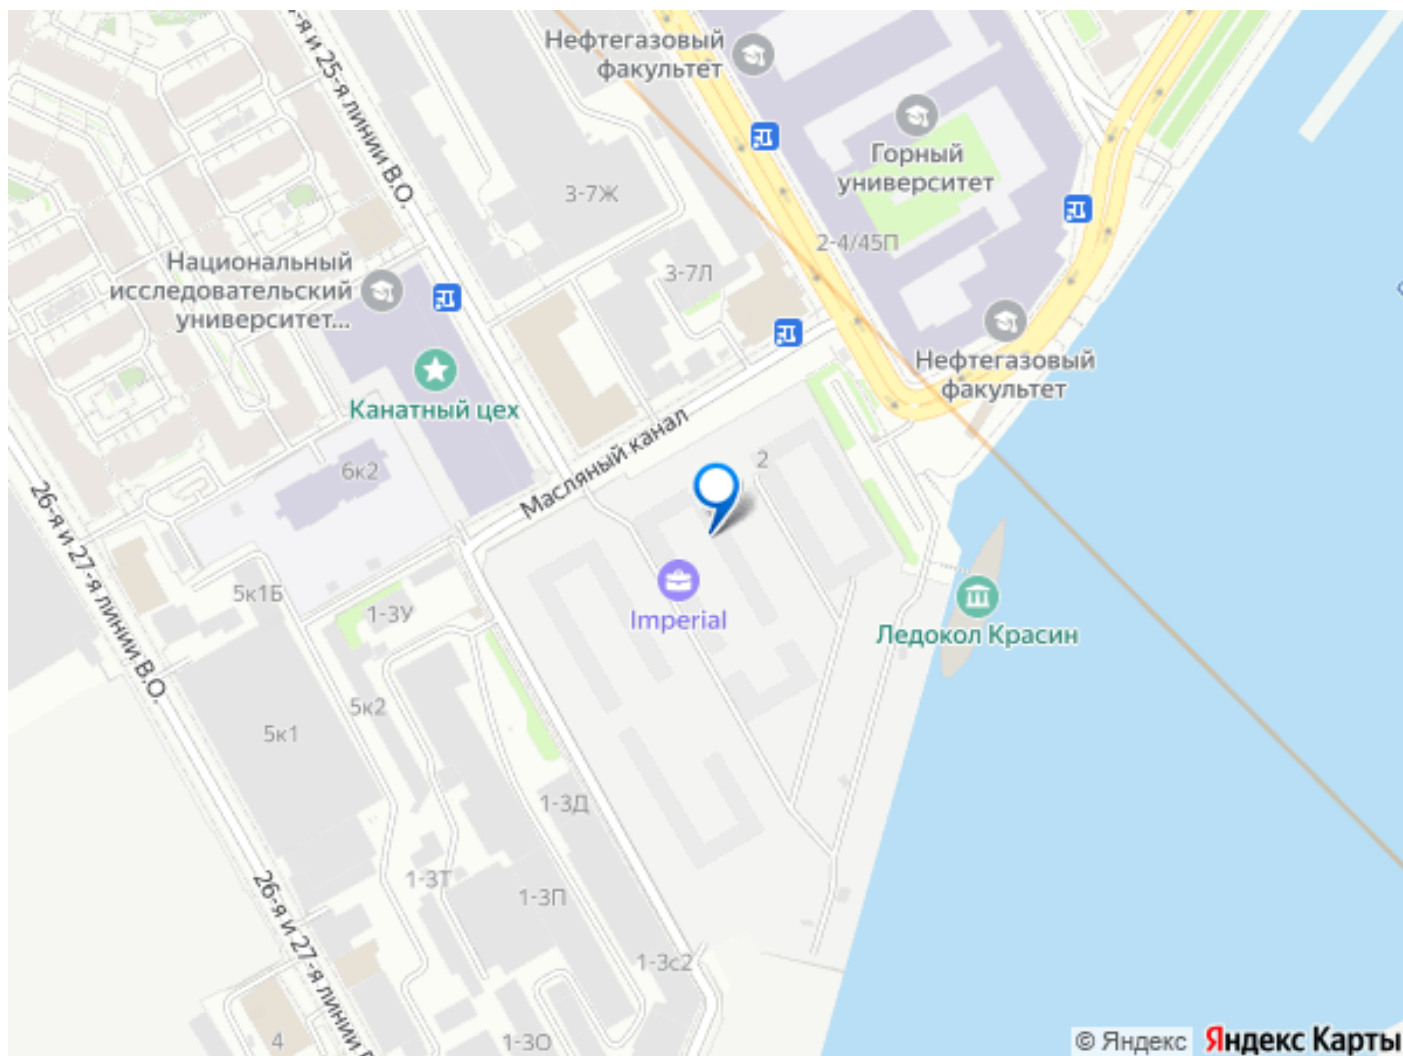 Нефтегазовый
факультет
-я и 25-я линии В.О.
Горный
университет
3-7Ж
2-4/45П
Национальный
исследовательский
университет...
3-7Л
Нефтегазовый
факультет
Канатный цех
Масляный канал
6к2
2
26-я и 27-я линии В.О.
5к1Б
1-3У
Imperial
Ледокол Красин
5к2
5к1
1-3Д
1-3Т
1-3П
26-я и 27-я линии
1-3с2
4
1-3О
© Яндекс Яндекс Карты